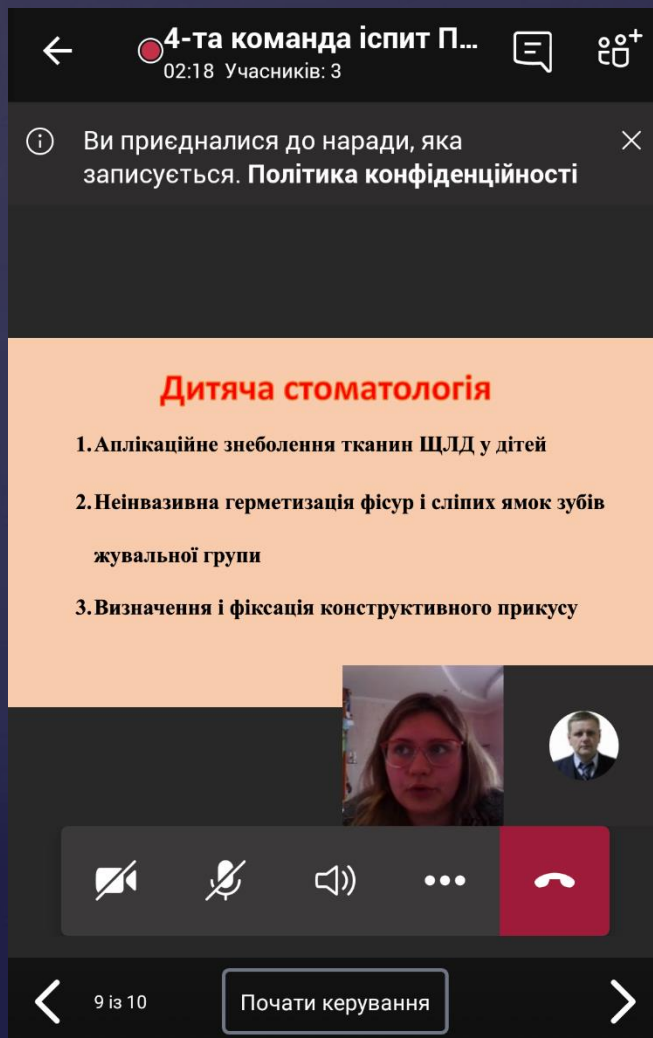 4-та команда іспит П...
02:18 Учасників: 3
Ви приєдналися до наради, яка
записується. Політика конфіденційності
Дитяча стоматологія
1. Аплікаційне знеболення тканин ЩЛД у дітей
2. Неінвазивна герметизація фісур і сліпих ямок зубів
жувальної групи
3. Визначення і фіксація конструктивного прикусу
9 із 10
Почати керування